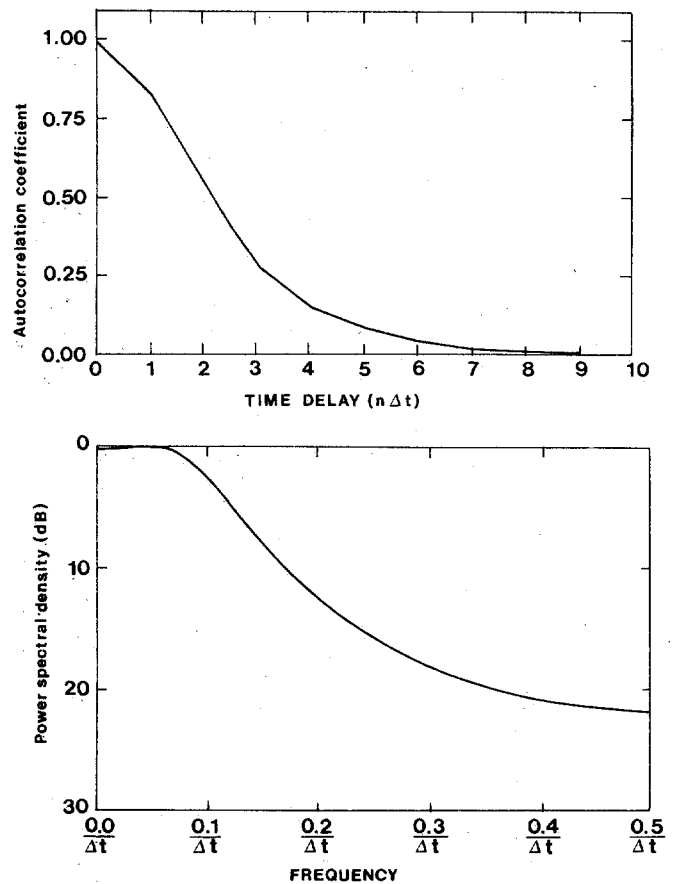 Autocorrelation coefficient
1.00
0.75
0.50
0.25
0.00
0 1 2 3 4 5 6 7 8 9 10
TIME DELAY (n Δt)
Power spectral density (dB)
0
10
20
30
0.0/Δt 0.1/Δt 0.2/Δt 0.3/Δt 0.4/Δt 0.5/Δt
FREQUENCY